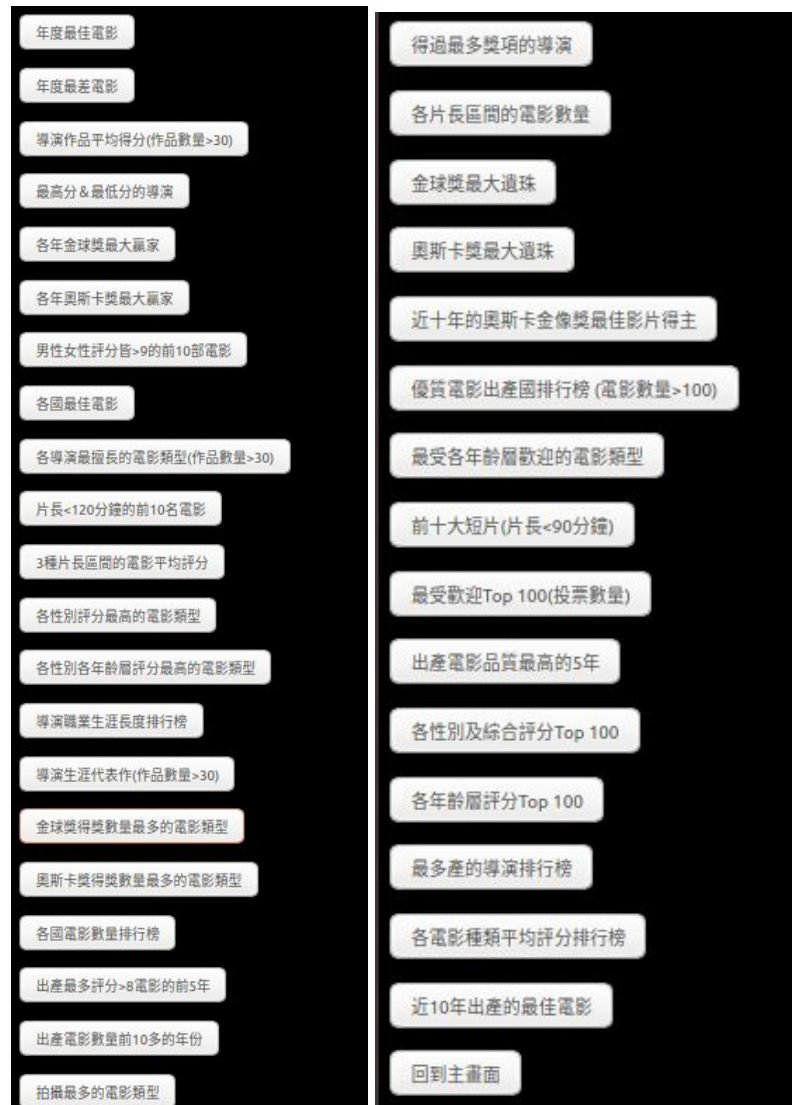 年度最佳電影
年度最差電影
導演作品平均得分(作品數量>30)
最高分＆最低分的導演
各年金球獎最大贏家
各年奧斯卡獎最大贏家
男性女性評分皆>9的前10部電影
各國最佳電影
各導演最擅長的電影類型(作品數量>30)
片長<120分鐘的前10名電影
3種片長區間的電影平均評分
各性別評分最高的電影類型
各性別各年齡層評分最高的電影類型
導演職業生涯長度排行榜
導演生涯代表作(作品數量>30)
金球獎得獎數量最多的電影類型
奧斯卡獎得獎數量最多的電影類型
各國電影數量排行榜
出產最多評分>8電影的前5年
出產電影數量前10多的年份
拍攝最多的電影類型
得過最多獎項的導演
各片長區間的電影數量
金球獎最大遺珠
奧斯卡獎最大遺珠
近十年的奧斯卡金像獎最佳影片得主
優質電影出產國排行榜 (電影數量>100)
最受各年齡層歡迎的電影類型
前十大短片(片長<90分鐘)
最受歡迎Top 100(投票數量)
出產電影品質最高的5年
各性別及綜合評分Top 100
各年齡層評分Top 100
最多產的導演排行榜
各電影種類平均評分排行榜
近10年出產的最佳電影
回到主畫面